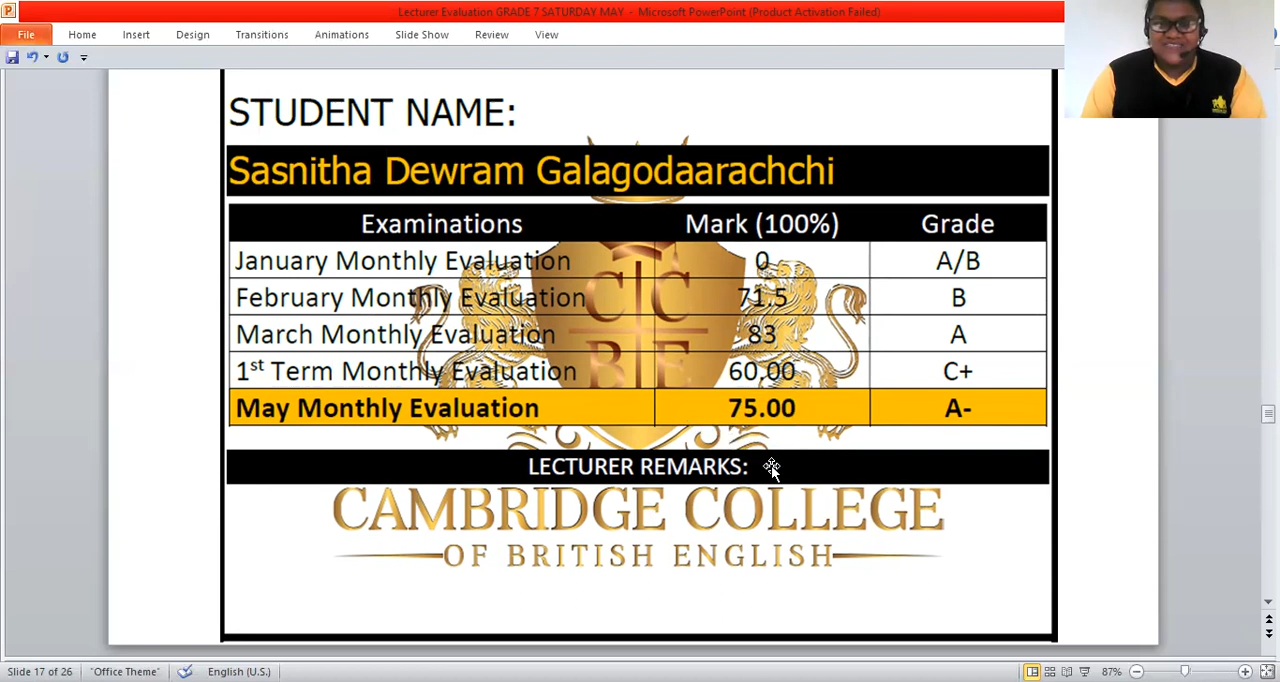 Lecturer Evaluation GRADE 7 SATURDAY MAY - Microsoft PowerPoint (Product Activation Failed)
File Home Insert Design Transitions Animations Slide Show Review View
STUDENT NAME:
Sasnitha Dewram Galagodaarachchi
Examinations Mark (100%) Grade
January Monthly Evaluation 0 A/B
February Monthly Evaluation 71.5 B
March Monthly Evaluation 83 A
1st Term Monthly Evaluation 60.00 C+
May Monthly Evaluation 75.00 A-
C C
B E
LECTURER REMARKS:
CAMBRIDGE COLLEGE
OF BRITISH ENGLISH
Slide 17 of 26 "Office Theme" English (U.S.) 87%